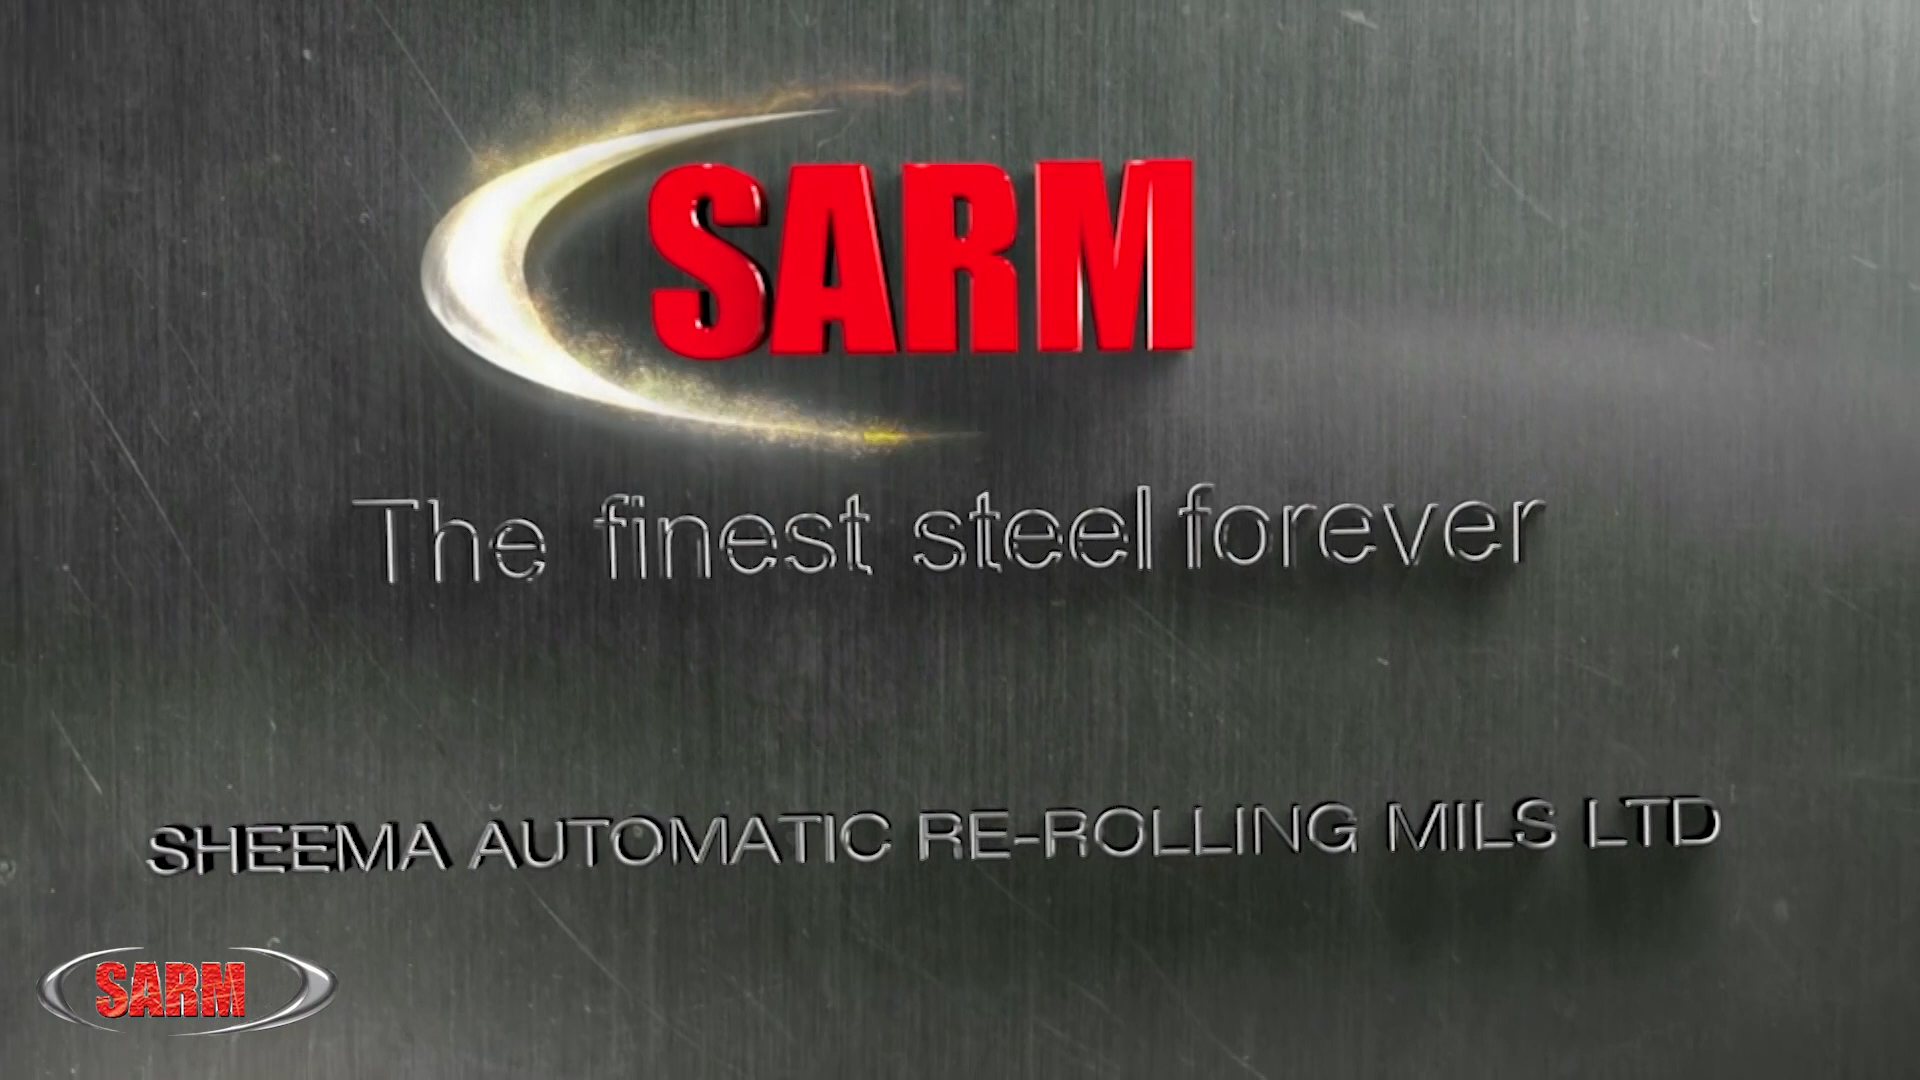 SARM
The finest steel forever
SHEEMA AUTOMATIC RE-ROLLING MILS LTD
SARM